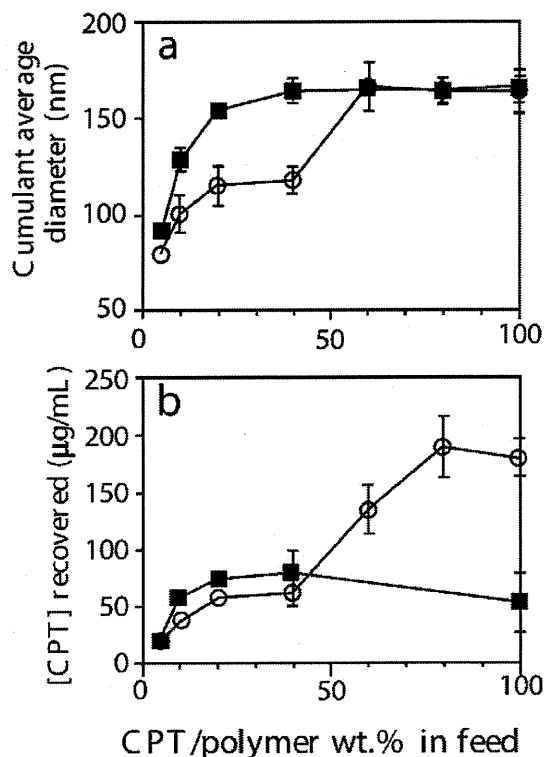 a
200
150
100
50
0
50
100
Cumulant average
diameter (nm)
b
250
200
150
100
50
0
0
50
100
[CPT] recovered (µg/mL)
CPT/polymer wt.% in feed